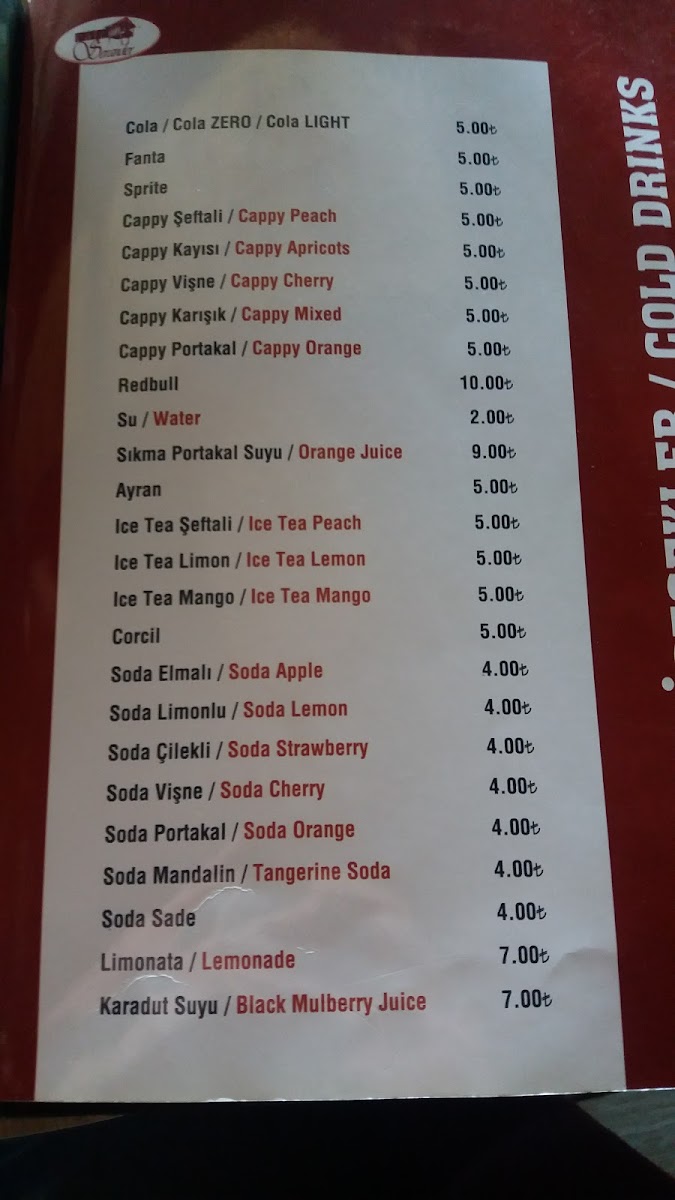 Cola / Cola ZERO / Cola LIGHT 5.00₺
Fanta 5.00₺
Sprite 5.00₺
Cappy Şeftali / Cappy Peach 5.00₺
Cappy Kayısı / Cappy Apricots 5.00₺
Cappy Vişne / Cappy Cherry 5.00₺
Cappy Karışık / Cappy Mixed 5.00₺
Cappy Portakal / Cappy Orange 5.00₺
Redbull 10.00₺
Su / Water 2.00₺
Sıkma Portakal Suyu / Orange Juice 9.00₺
Ayran 5.00₺
Ice Tea Şeftali / Ice Tea Peach 5.00₺
Ice Tea Limon / Ice Tea Lemon 5.00₺
Ice Tea Mango / Ice Tea Mango 5.00₺
Corcil 5.00₺
Soda Elmalı / Soda Apple 4.00₺
Soda Limonlu / Soda Lemon 4.00₺
Soda Çilekli / Soda Strawberry 4.00₺
Soda Vişne / Soda Cherry 4.00₺
Soda Portakal / Soda Orange 4.00₺
Soda Mandalin / Tangerine Soda 4.00₺
Soda Sade 4.00₺
Limonata / Lemonade 7.00₺
Karadut Suyu / Black Mulberry Juice 7.00₺
/ COLD DRINKS